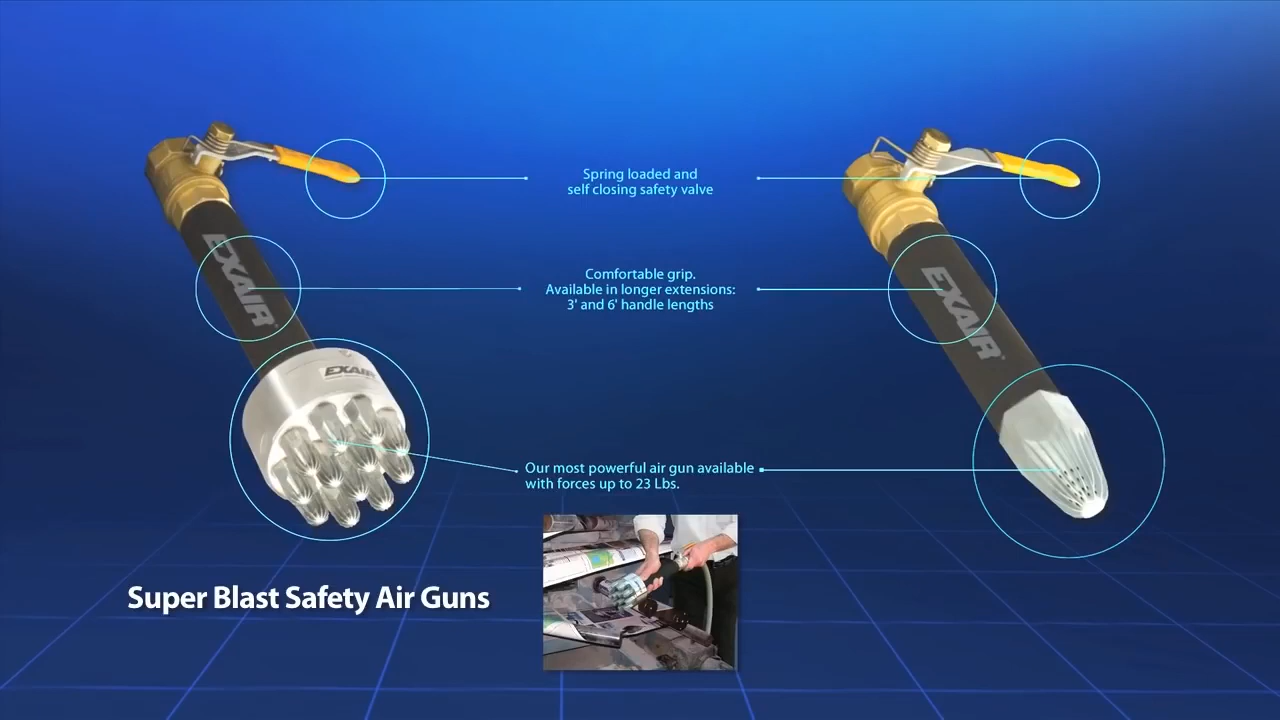 Spring loaded and
self closing safety valve
EXAIR
EXAIR
Comfortable grip.
Available in longer extensions:
3' and 6' handle lengths
EXAIR
Our most powerful air gun available
with forces up to 23 Lbs.
Super Blast Safety Air Guns